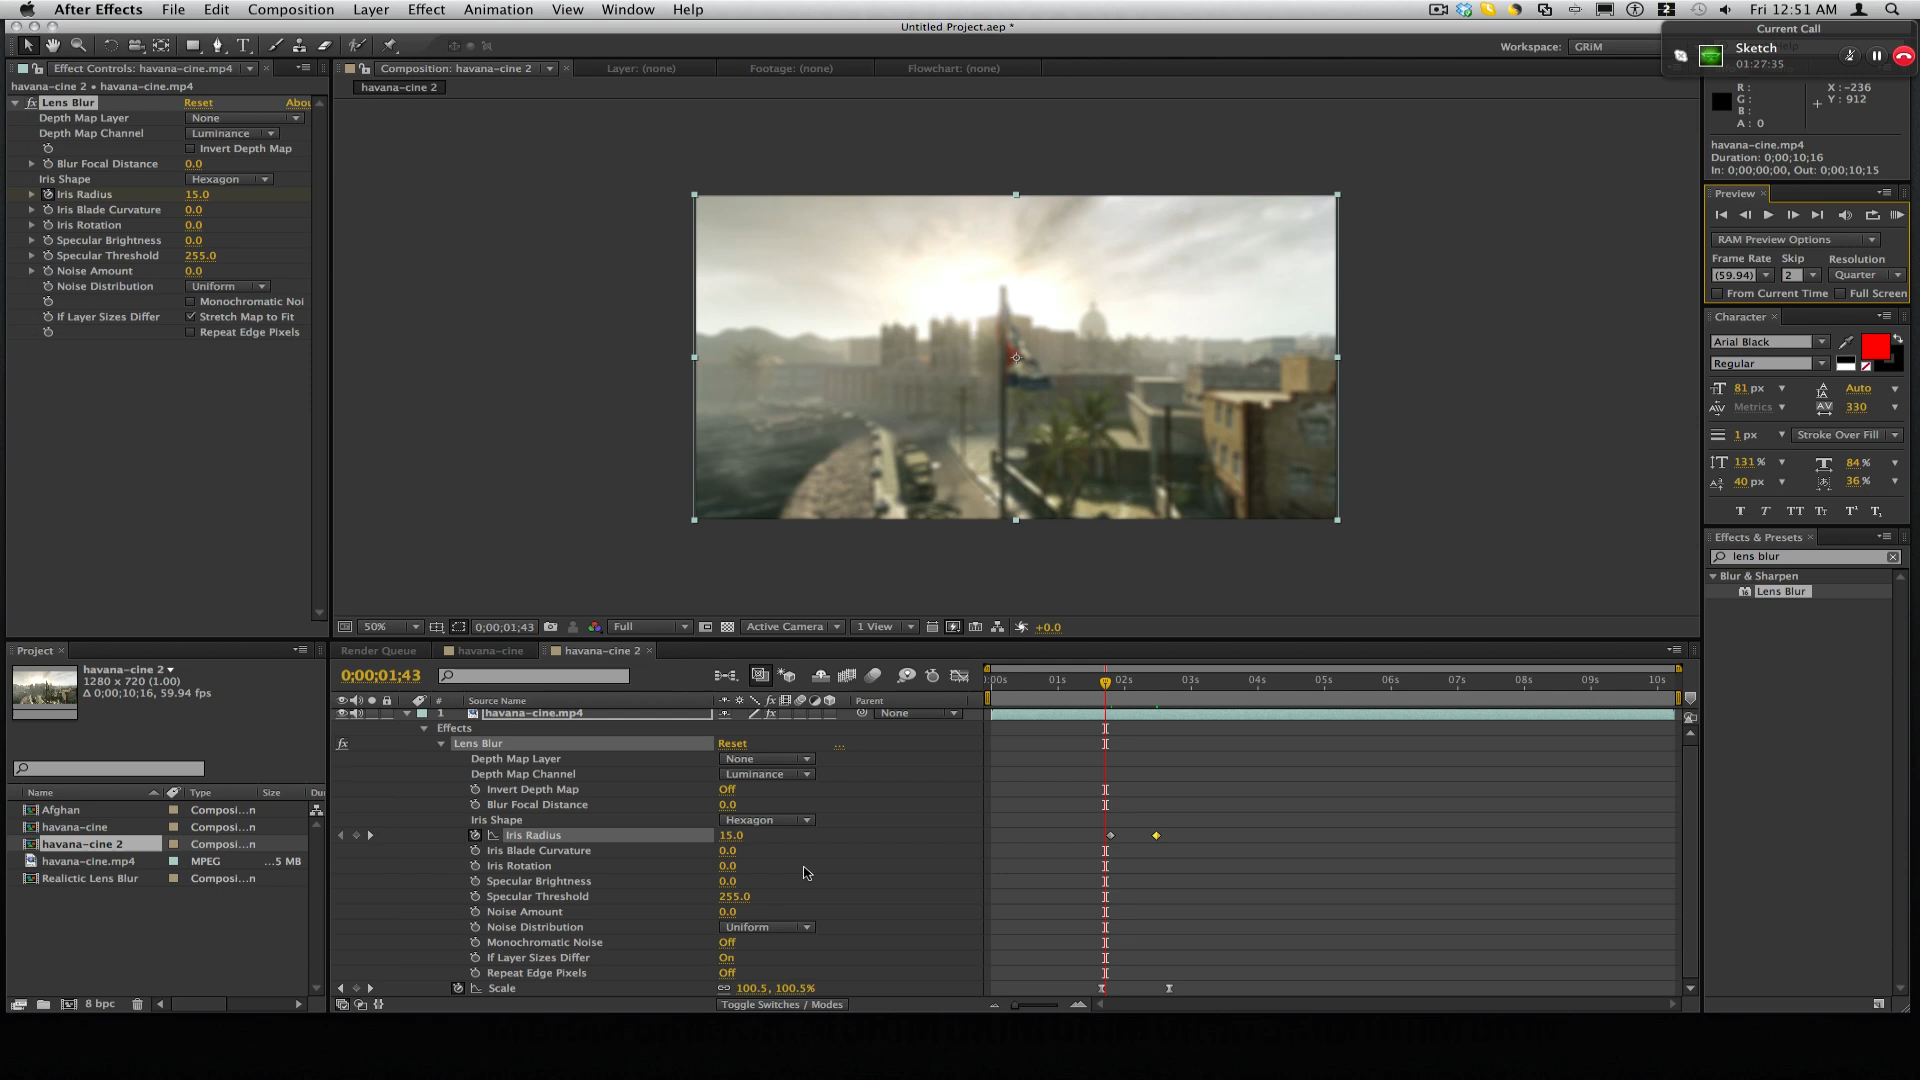 After Effects File Edit Composition Layer Effect Animation View Window Help
Fri 12:51 AM
Untitled Project.aep *
Workspace: GRiM
Current Call
Sketch
01:27:35
Effect Controls: havana-cine.mp4
havana-cine 2 • havana-cine.mp4
fx Lens Blur Reset Abou
Depth Map Layer None
Depth Map Channel Luminance
Invert Depth Map
Blur Focal Distance 0.0
Iris Shape Hexagon
Iris Radius 15.0
Iris Blade Curvature 0.0
Iris Rotation 0.0
Specular Brightness 0.0
Specular Threshold 255.0
Noise Amount 0.0
Noise Distribution Uniform
Monochromatic Noi
If Layer Sizes Differ Stretch Map to Fit
Repeat Edge Pixels
Composition: havana-cine 2 Layer: (none) Footage: (none) Flowchart: (none)
havana-cine 2
50% 0;00;01;43 Full Active Camera 1 View +0.0
R :
G :
B :
A : 0
X : -236
Y : 912
havana-cine.mp4
Duration: 0;00;10;16
In: 0;00;00;00, Out: 0;00;10;15
Preview
RAM Preview Options
Frame Rate Skip Resolution
(59.94) 2 Quarter
From Current Time Full Screen
Character
Arial Black
Regular
81 px Auto
Metrics 330
1 px Stroke Over Fill
131 % 84 %
40 px 36 %
T T TT Tr T¹ T₁
Effects & Presets
lens blur
Blur & Sharpen
Lens Blur
Project
havana-cine 2
1280 x 720 (1.00)
Δ 0;00;10;16, 59.94 fps
Name Type Size Du
Afghan Composi...n
havana-cine Composi...n
havana-cine 2 Composi...n
havana-cine.mp4 MPEG ...5 MB
Realictic Lens Blur Composi...n
8 bpc
Render Queue havana-cine havana-cine 2
0;00;01;43
:00s 01s 02s 03s 04s 05s 06s 07s 08s 09s 10s
# Source Name Parent
1 havana-cine.mp4 None
Effects
fx Lens Blur Reset ...
Depth Map Layer None
Depth Map Channel Luminance
Invert Depth Map Off
Blur Focal Distance 0.0
Iris Shape Hexagon
Iris Radius 15.0
Iris Blade Curvature 0.0
Iris Rotation 0.0
Specular Brightness 0.0
Specular Threshold 255.0
Noise Amount 0.0
Noise Distribution Uniform
Monochromatic Noise Off
If Layer Sizes Differ On
Repeat Edge Pixels Off
Scale 100.5, 100.5%
Toggle Switches / Modes